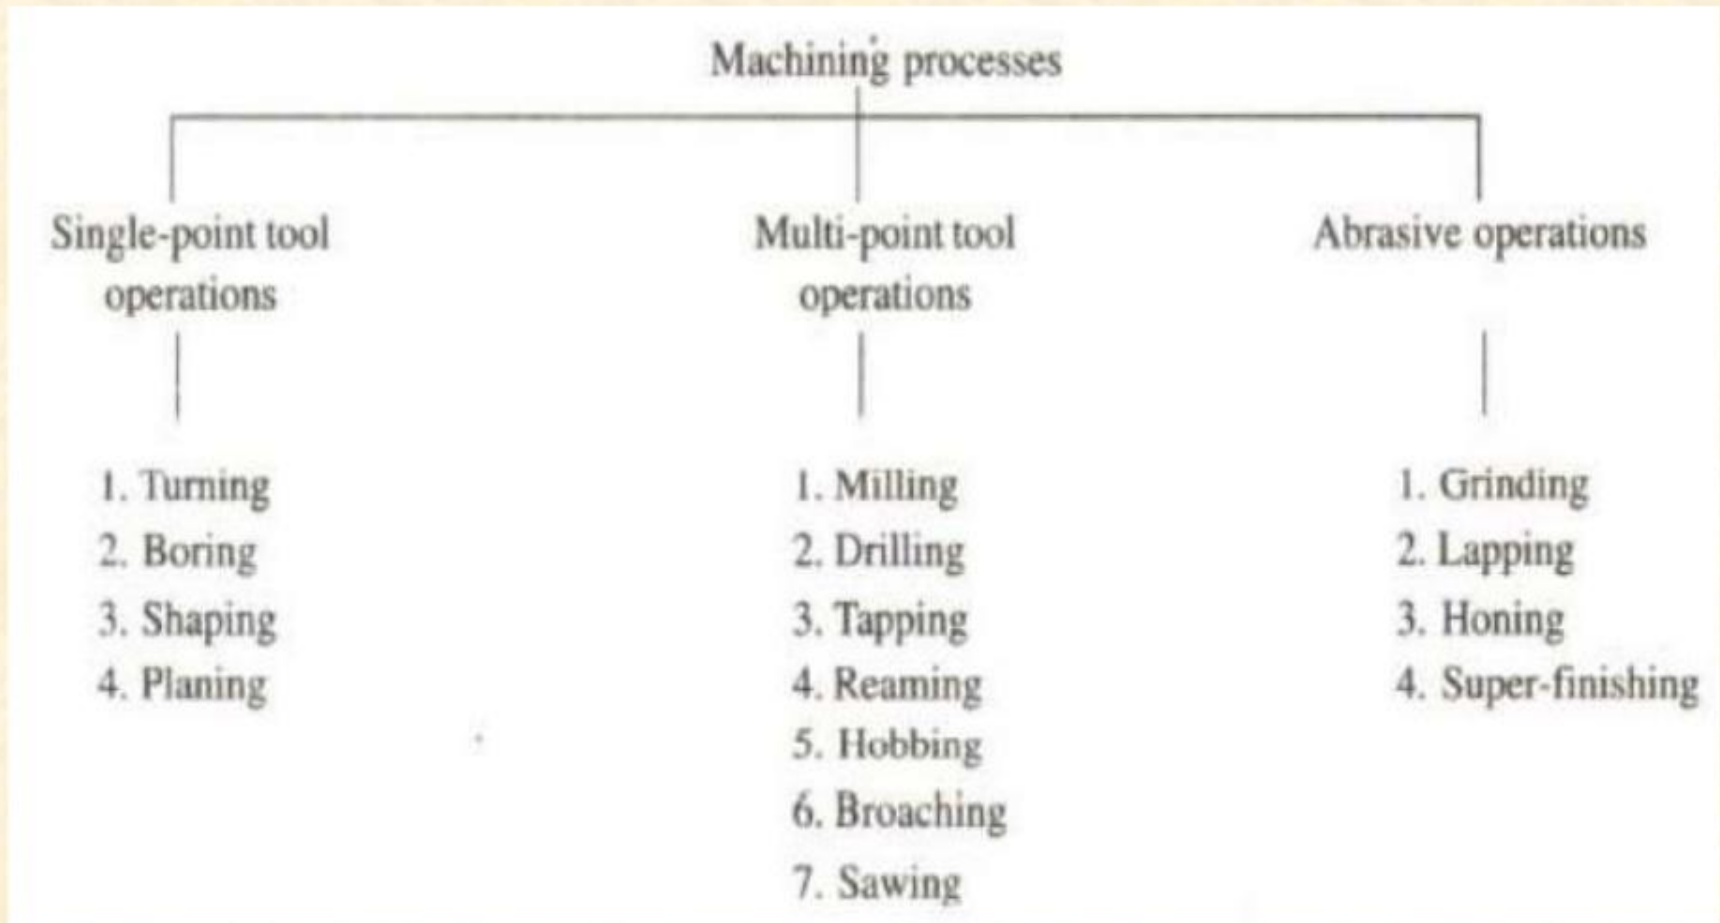 Machining processes
Single-point tool
operations
Multi-point tool
operations
Abrasive operations
1. Turning
2. Boring
3. Shaping
4. Planing
1. Milling
2. Drilling
3. Tapping
4. Reaming
5. Hobbing
6. Broaching
7. Sawing
1. Grinding
2. Lapping
3. Honing
4. Super-finishing